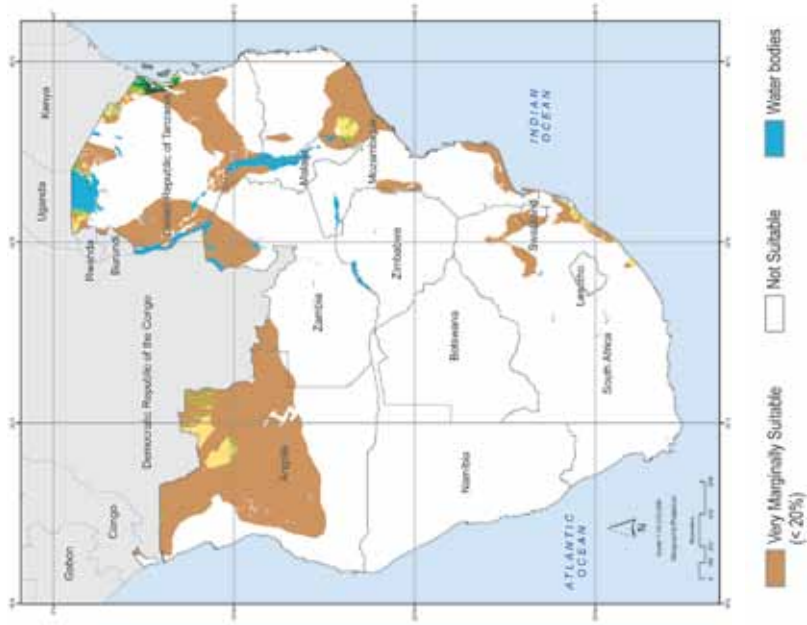 Gabon
Congo
Democratic Republic of the Congo
Uganda
Kenya
Rwanda
Burundi
Republic of Tanzania
Angola
Zambia
Malawi
Mozambique
Zimbabwe
Namibia
Botswana
Swaziland
Lesotho
South Africa
ATLANTIC
OCEAN
INDIAN
OCEAN
N
Very Marginally Suitable
(< 20%)
Not Suitable
Water bodies